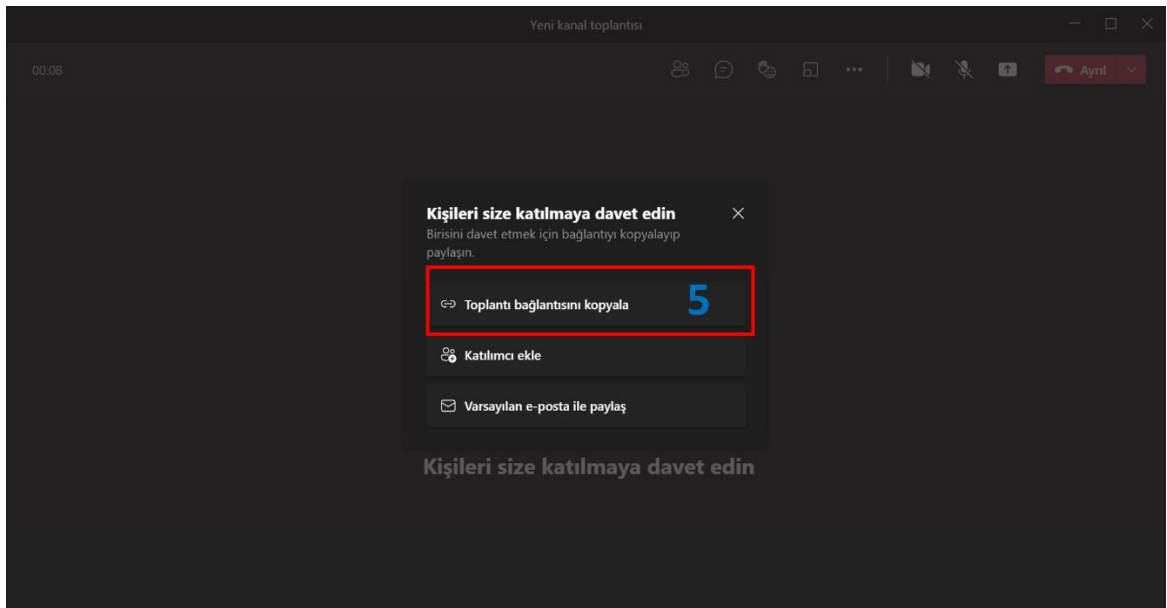 Yeni kanal toplantısı
00:08
Ayrıl
Kişileri size katılmaya davet edin
Birisini davet etmek için bağlantıyı kopyalayıp
paylaşın.
Toplantı bağlantısını kopyala 5
Katılımcı ekle
Varsayılan e-posta ile paylaş
Kişileri size katılmaya davet edin